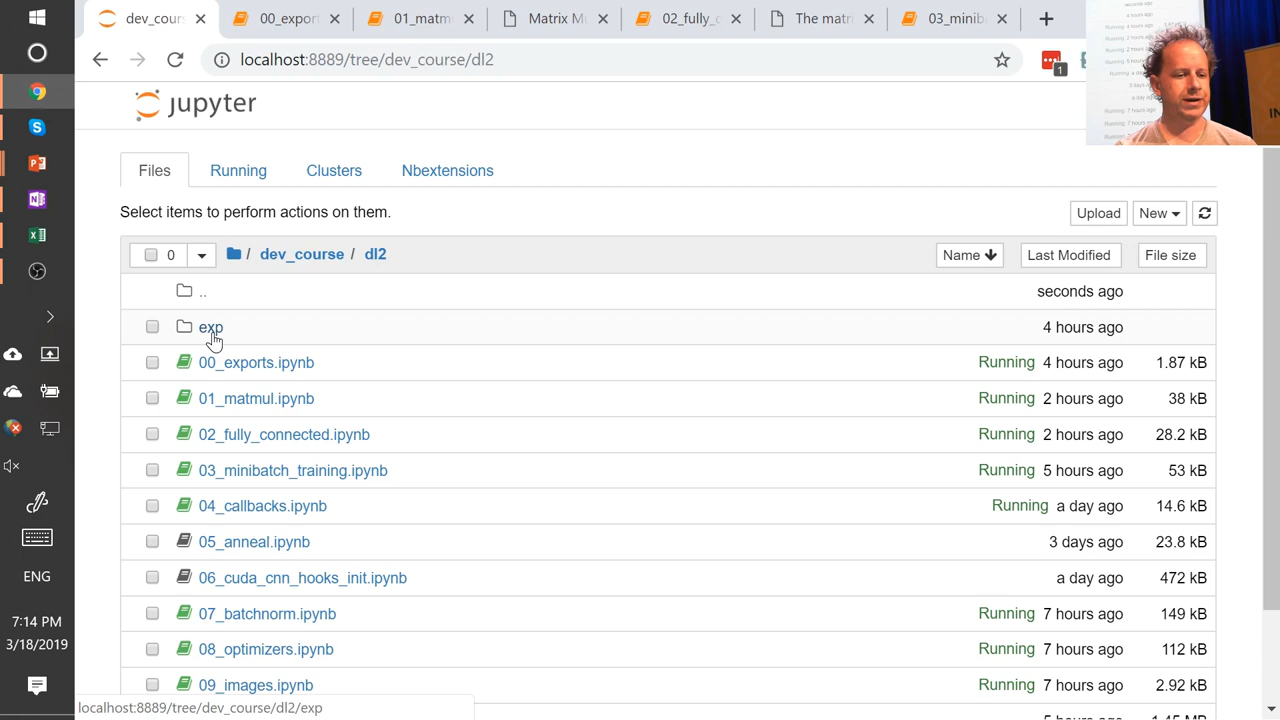 dev_cours
00_export
01_matm
Matrix M
02_fully_c
The matr
03_minib
localhost:8889/tree/dev_course/dl2
1
jupyter
Files Running Clusters Nbextensions
Select items to perform actions on them.
Upload New
0 / dev_course / dl2 Name Last Modified File size
.. seconds ago
exp 4 hours ago
00_exports.ipynb Running 4 hours ago 1.87 kB
01_matmul.ipynb Running 2 hours ago 38 kB
02_fully_connected.ipynb Running 2 hours ago 28.2 kB
03_minibatch_training.ipynb Running 5 hours ago 53 kB
04_callbacks.ipynb Running a day ago 14.6 kB
05_anneal.ipynb 3 days ago 23.8 kB
06_cuda_cnn_hooks_init.ipynb a day ago 472 kB
07_batchnorm.ipynb Running 7 hours ago 149 kB
08_optimizers.ipynb Running 7 hours ago 112 kB
09_images.ipynb Running 7 hours ago 2.92 kB
localhost:8889/tree/dev_course/dl2/exp
ENG
7:14 PM
3/18/2019